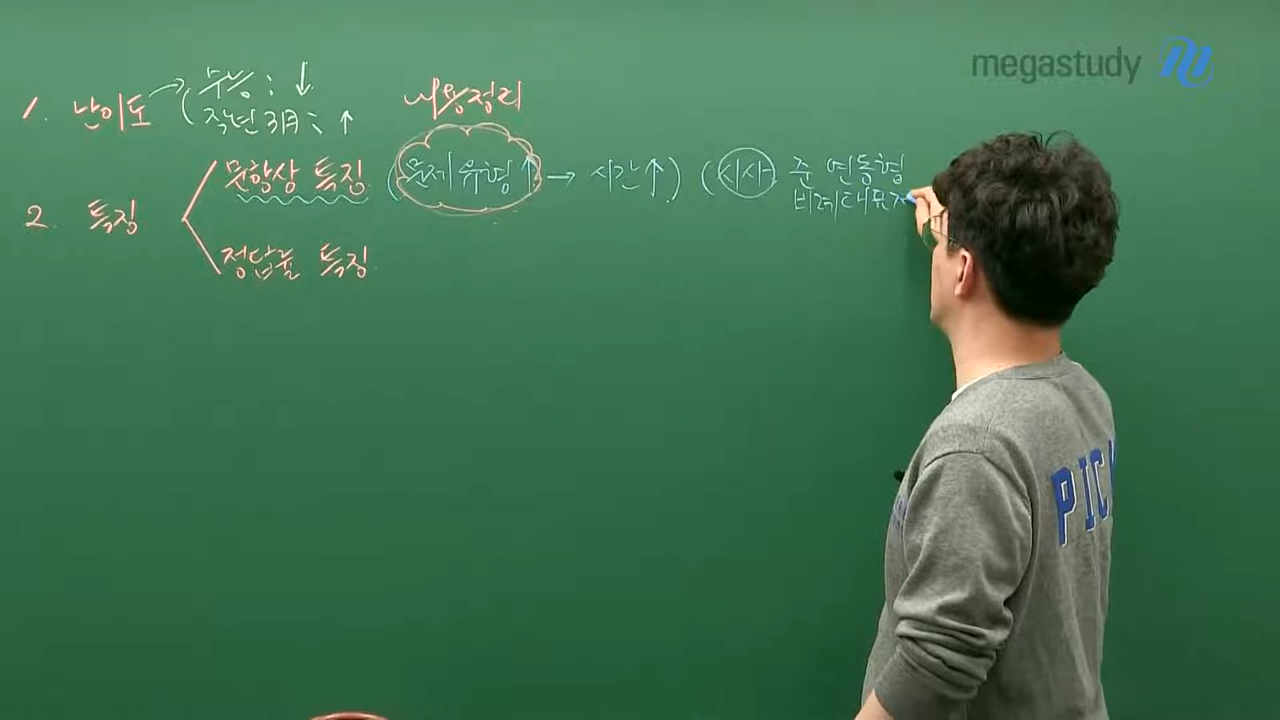 megastudy
1. 난이도 → ( 수능 : ↓
작년 3月 : ↑
내용정리
2. 특징
문항상 특징 (문제 유형↑ → 시간↑) (시사 준 연동형
비례대표ㅈ
정답률 특징
PIC